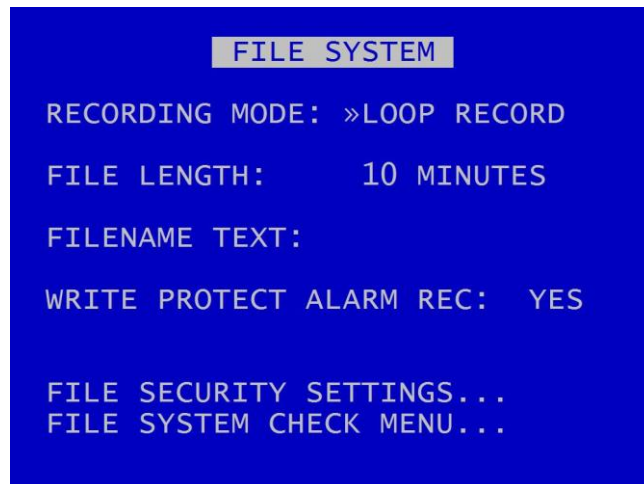 FILE SYSTEM
RECORDING MODE: »LOOP RECORD
FILE LENGTH: 10 MINUTES
FILENAME TEXT:
WRITE PROTECT ALARM REC: YES
FILE SECURITY SETTINGS...
FILE SYSTEM CHECK MENU...